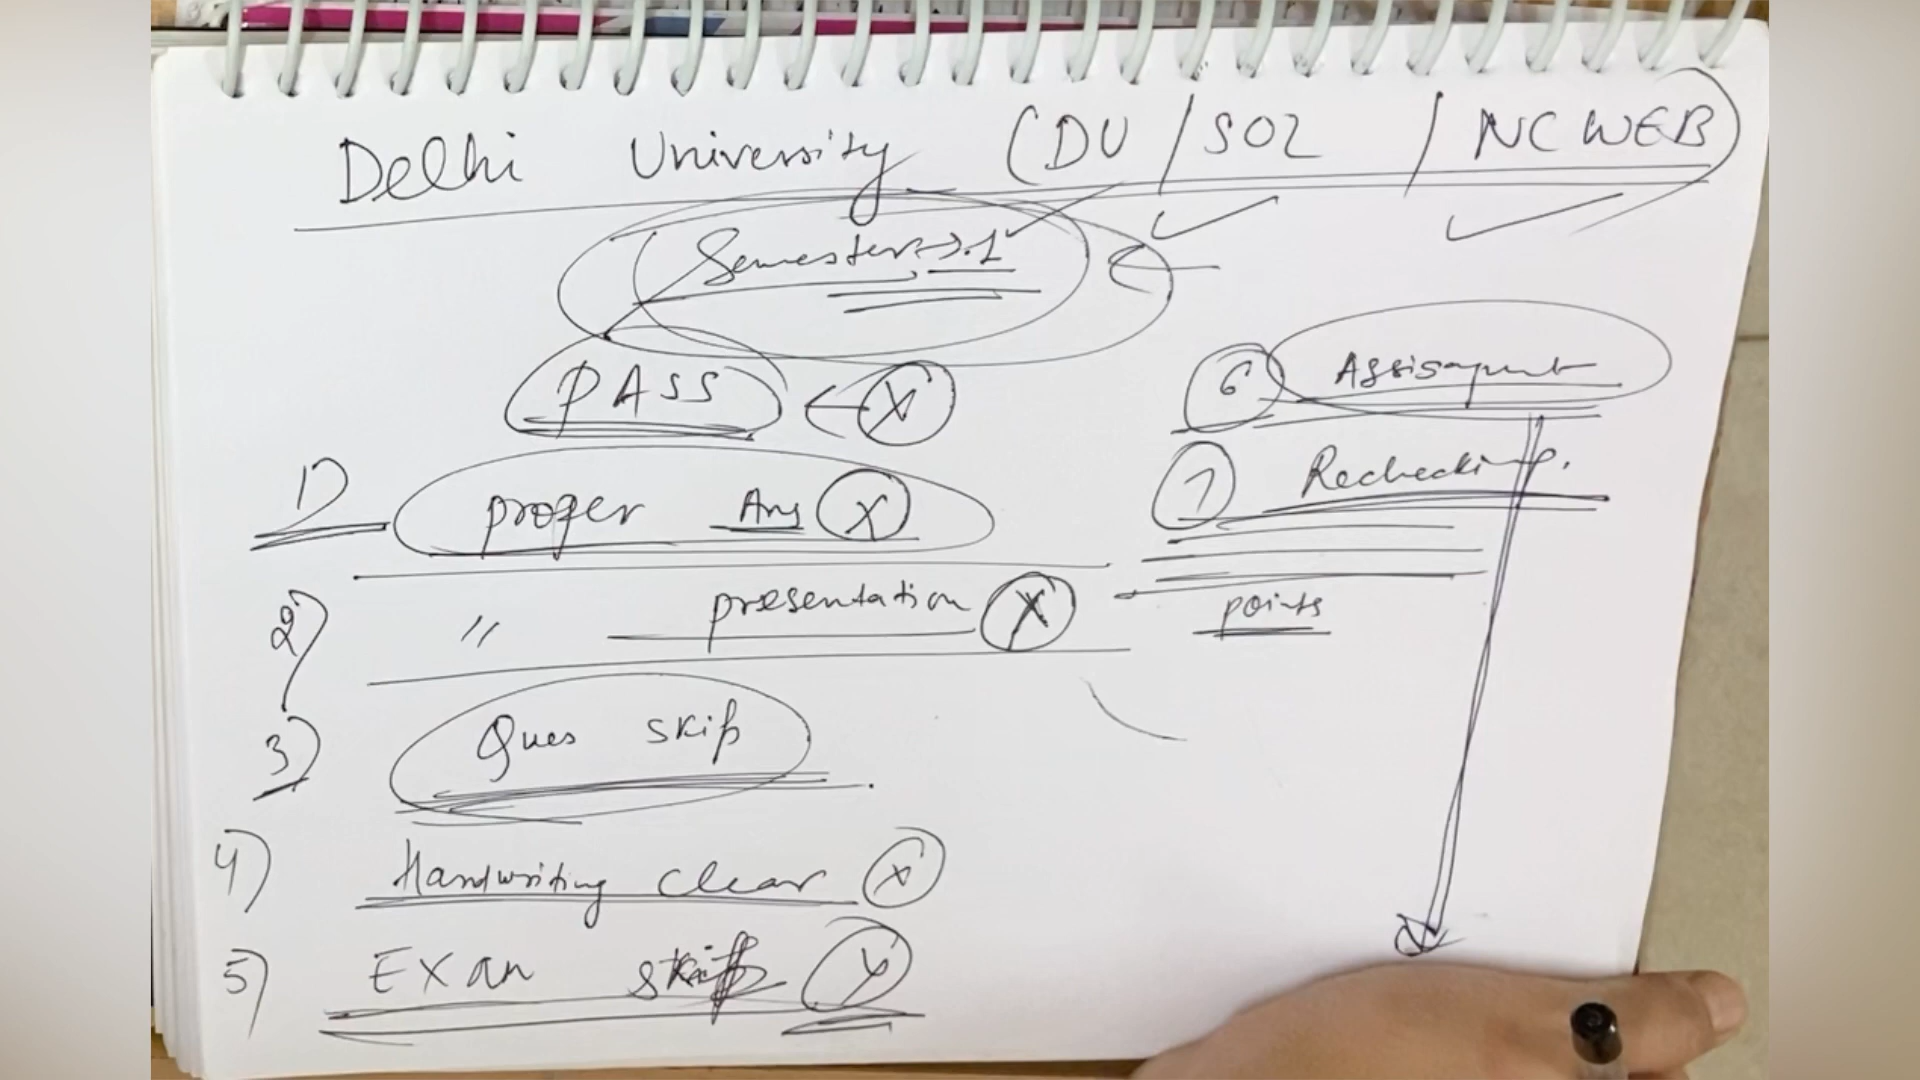 Delhi University (DU / SOL / NCWEB)
Semester → 1
PASS ← X
1) proper Ans X
2) " presentation X
3) Ques skip
4) Handwriting clear X
5) Exam skip X
6 Assisgment
7 Rechecking.
points